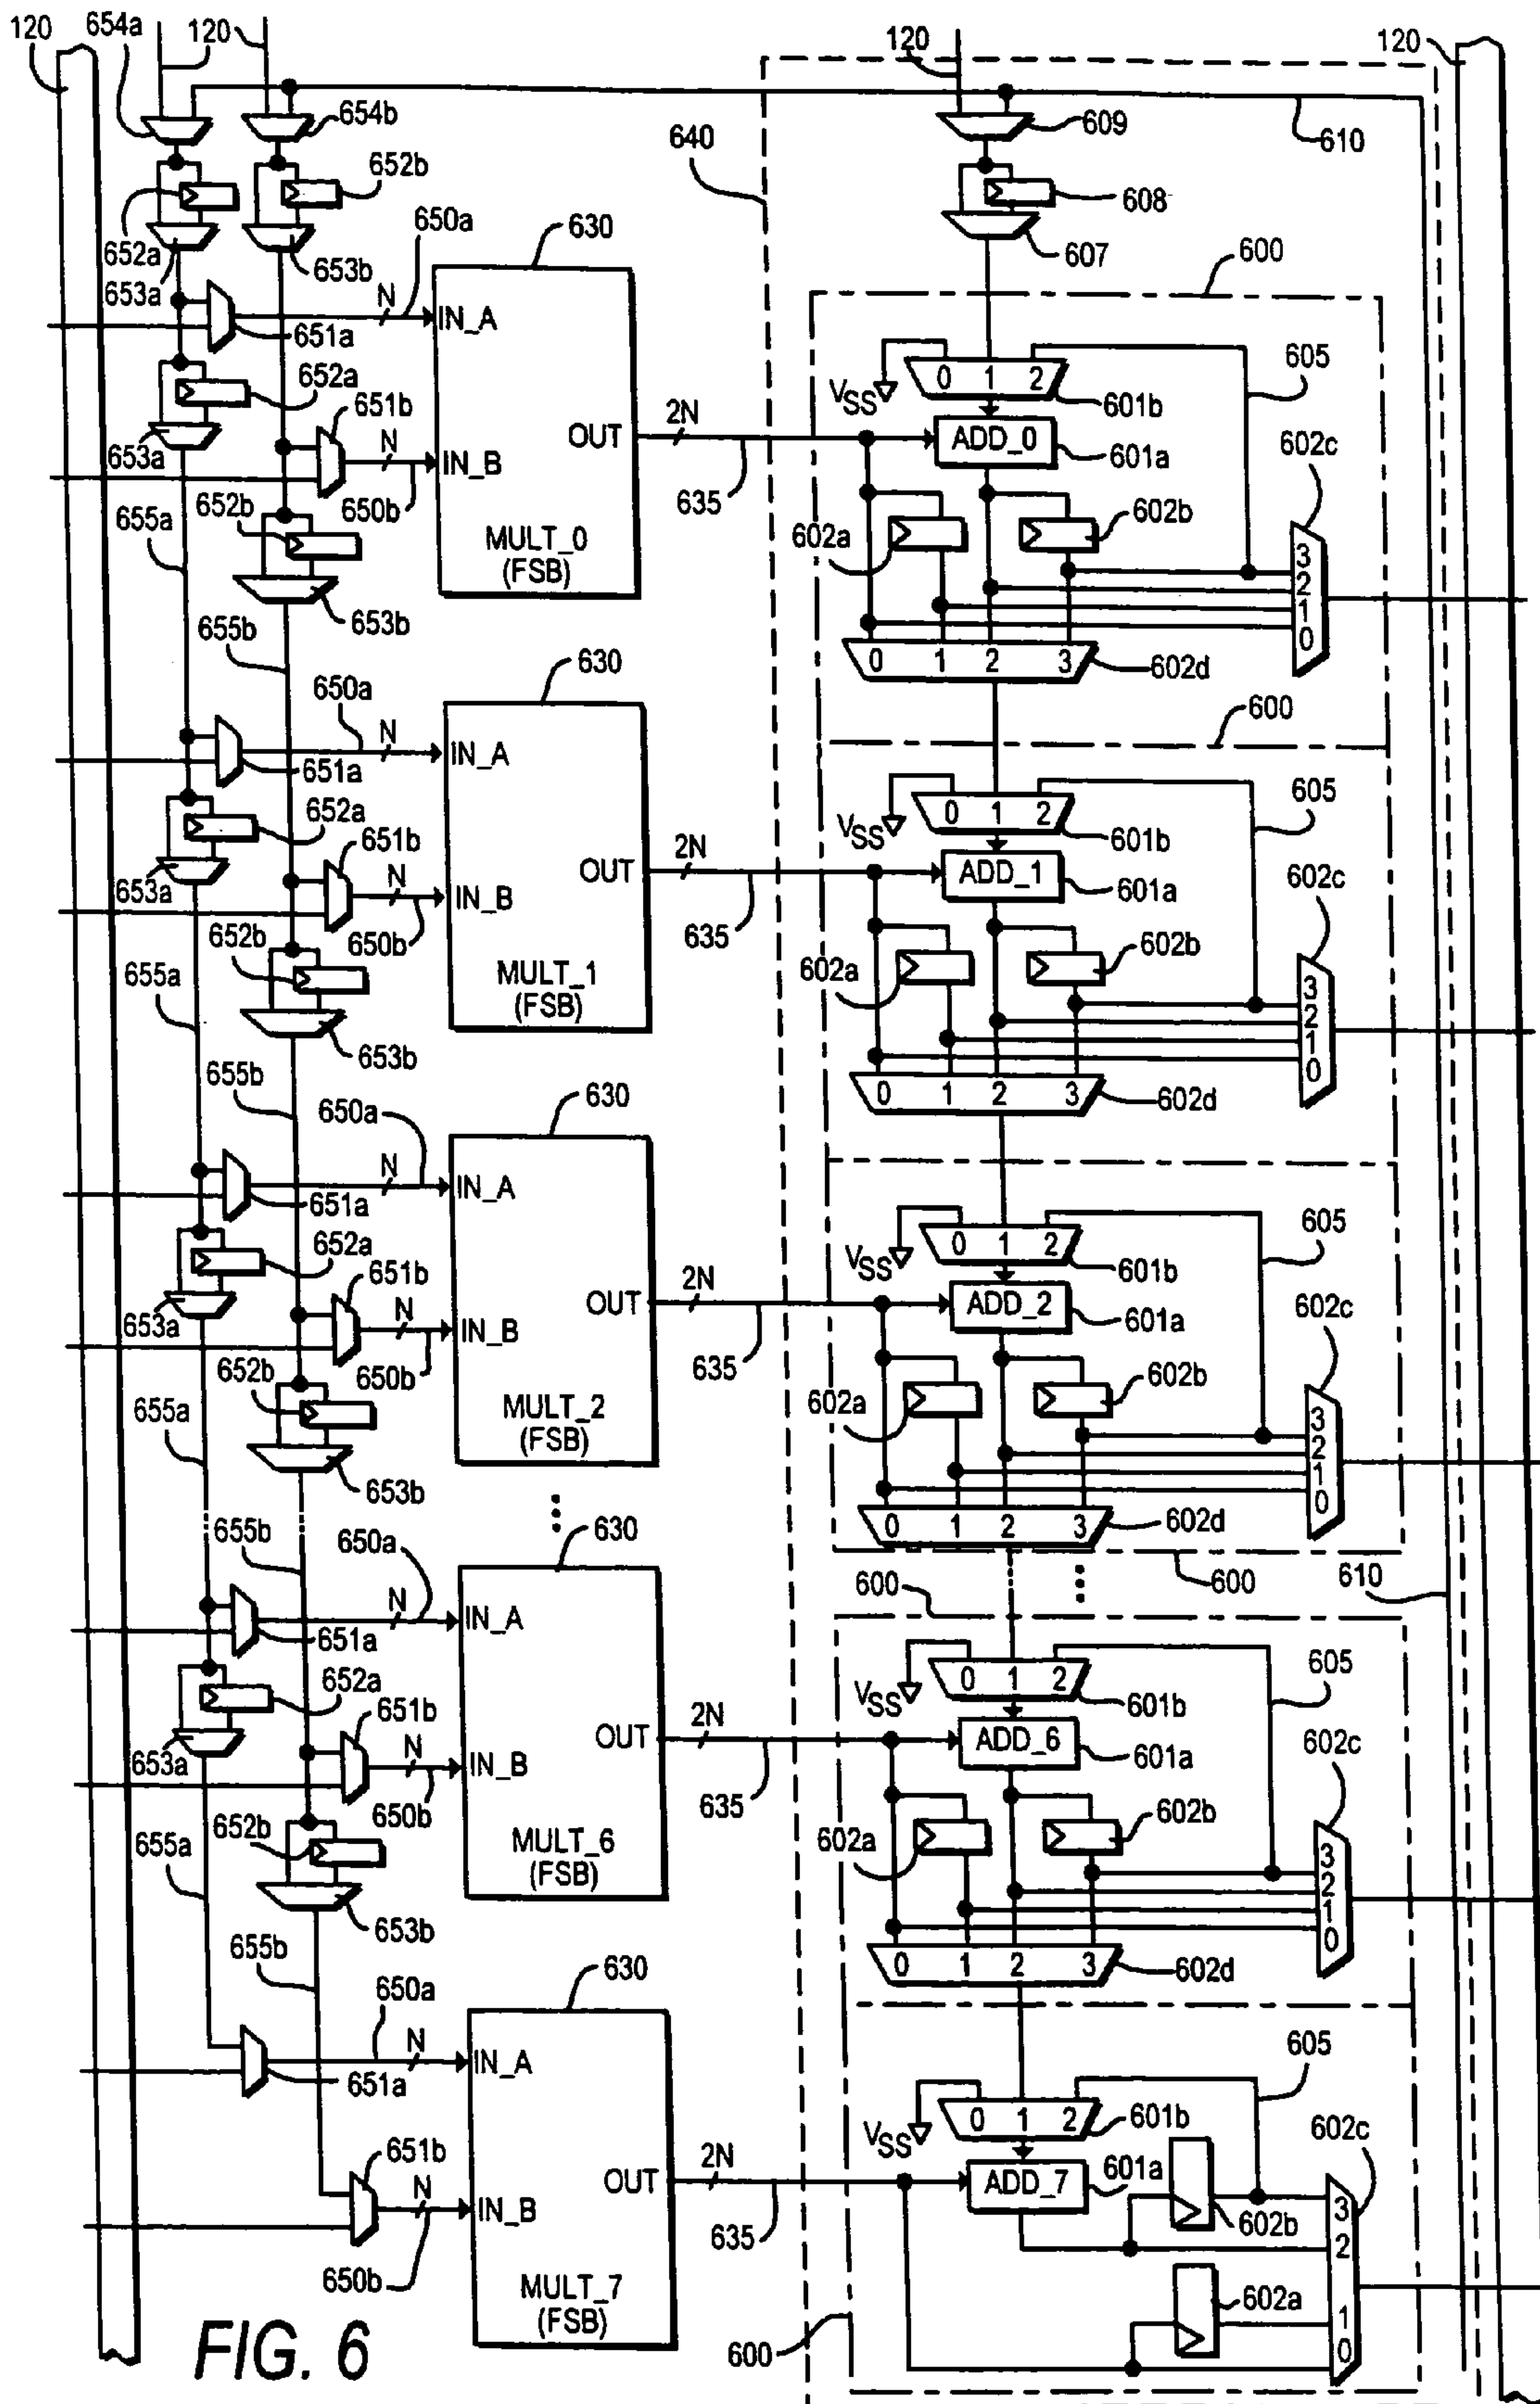 120
654a
120
120
120
654b
609
610
640
652b
608
650a
630
652a
653b
607
600
653a
N
IN_A
651a
605
652a
0 1 2
VSS
651b
601b
602c
2N
OUT
ADD_0
653a
N
IN_B
601a
650b
635
652b
655a
602a
602b
MULT_0
(FSB)
3
2
1
0
653b
655b
630
0 1 2 3
602d
650a
600
N
IN_A
651a
605
652a
0 1 2
VSS
651b
601b
2N
OUT
ADD_1
602c
653a
N
IN_B
601a
652b
650b
635
655a
602a
602b
MULT_1
(FSB)
3
2
1
0
653b
655b
650a
630
0 1 2 3
602d
N
IN_A
651a
605
652a
0 1 2
VSS
651b
601b
2N
OUT
ADD_2
602c
653a
N
IN_B
601a
652b
650b
635
655a
602a
602b
MULT_2
(FSB)
3
2
1
0
653b
655b
650a
630
0 1 2 3
602d
600
600
610
N
IN_A
651a
605
652a
0 1 2
VSS
651b
601b
2N
OUT
ADD_6
602c
653a
N
IN_B
601a
652b
650b
635
655a
602a
602b
MULT_6
(FSB)
3
2
1
0
653b
655b
630
0 1 2 3
602d
650a
N
IN_A
651a
605
0 1 2
VSS
601b
602c
651b
2N
OUT
ADD_7
601a
N
IN_B
635
602b
3
2
650b
MULT_7
(FSB)
602a
1
0
600
FIG. 6